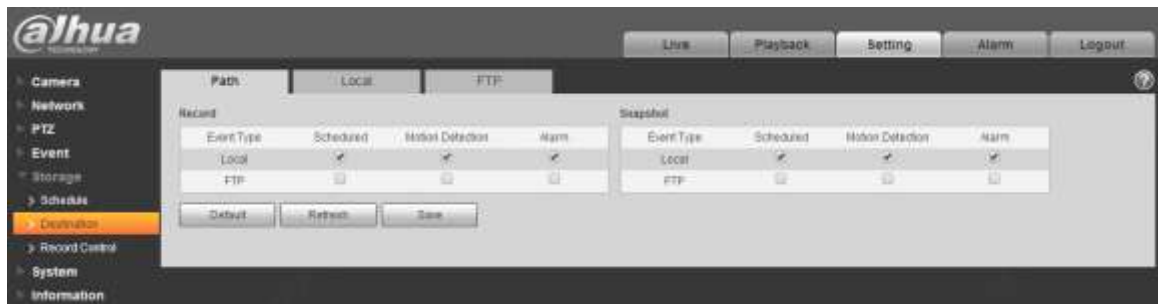 alhua
TECHNOLOGY
Live Playback Setting Alarm Logout
Camera
Network
PTZ
Event
Storage
Schedule
Destination
Record Control
System
Information
Path Local FTP
Record
Event Type Scheduled Motion Detection Alarm
Local
FTP
Snapshot
Event Type Scheduled Motion Detection Alarm
Local
FTP
Default Refresh Save